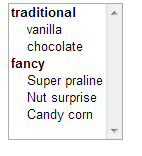 traditional
vanilla
chocolate
fancy
Super praline
Nut surprise
Candy corn